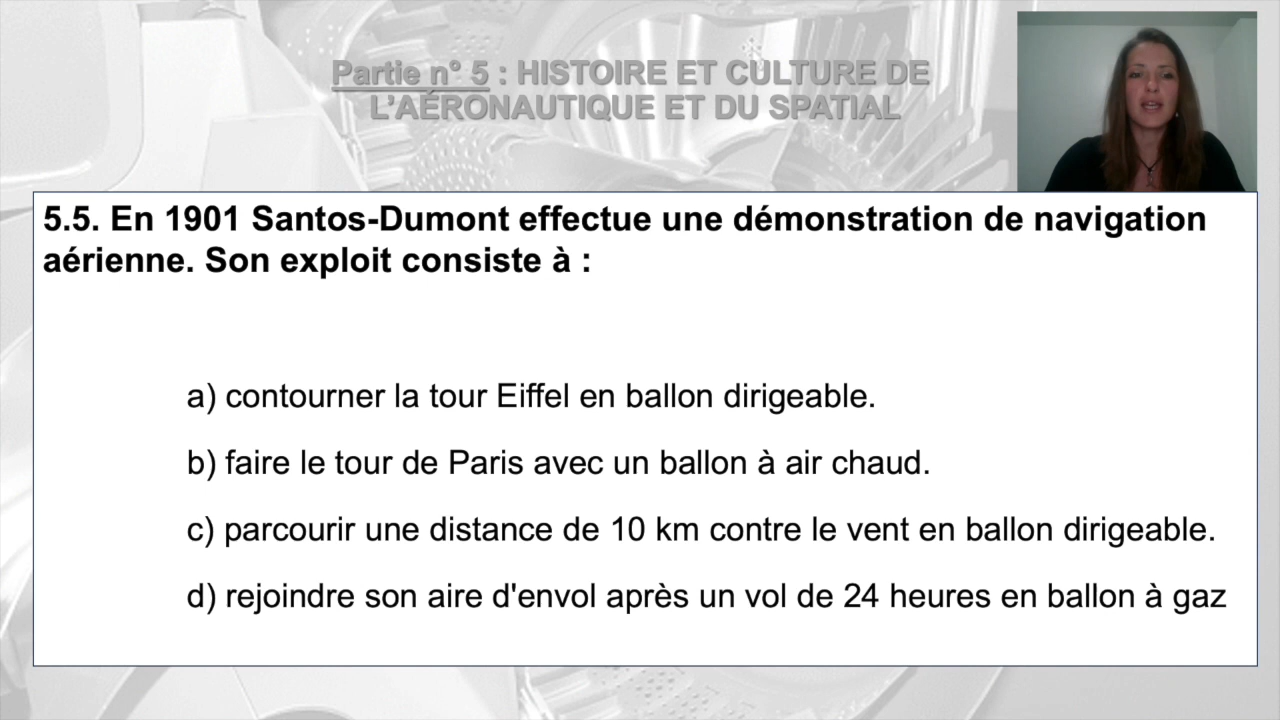 Partie n° 5 : HISTOIRE ET CULTURE DE
L'AÉRONAUTIQUE ET DU SPATIAL
5.5. En 1901 Santos-Dumont effectue une démonstration de navigation
aérienne. Son exploit consiste à :
a) contourner la tour Eiffel en ballon dirigeable.
b) faire le tour de Paris avec un ballon à air chaud.
c) parcourir une distance de 10 km contre le vent en ballon dirigeable.
d) rejoindre son aire d'envol après un vol de 24 heures en ballon à gaz